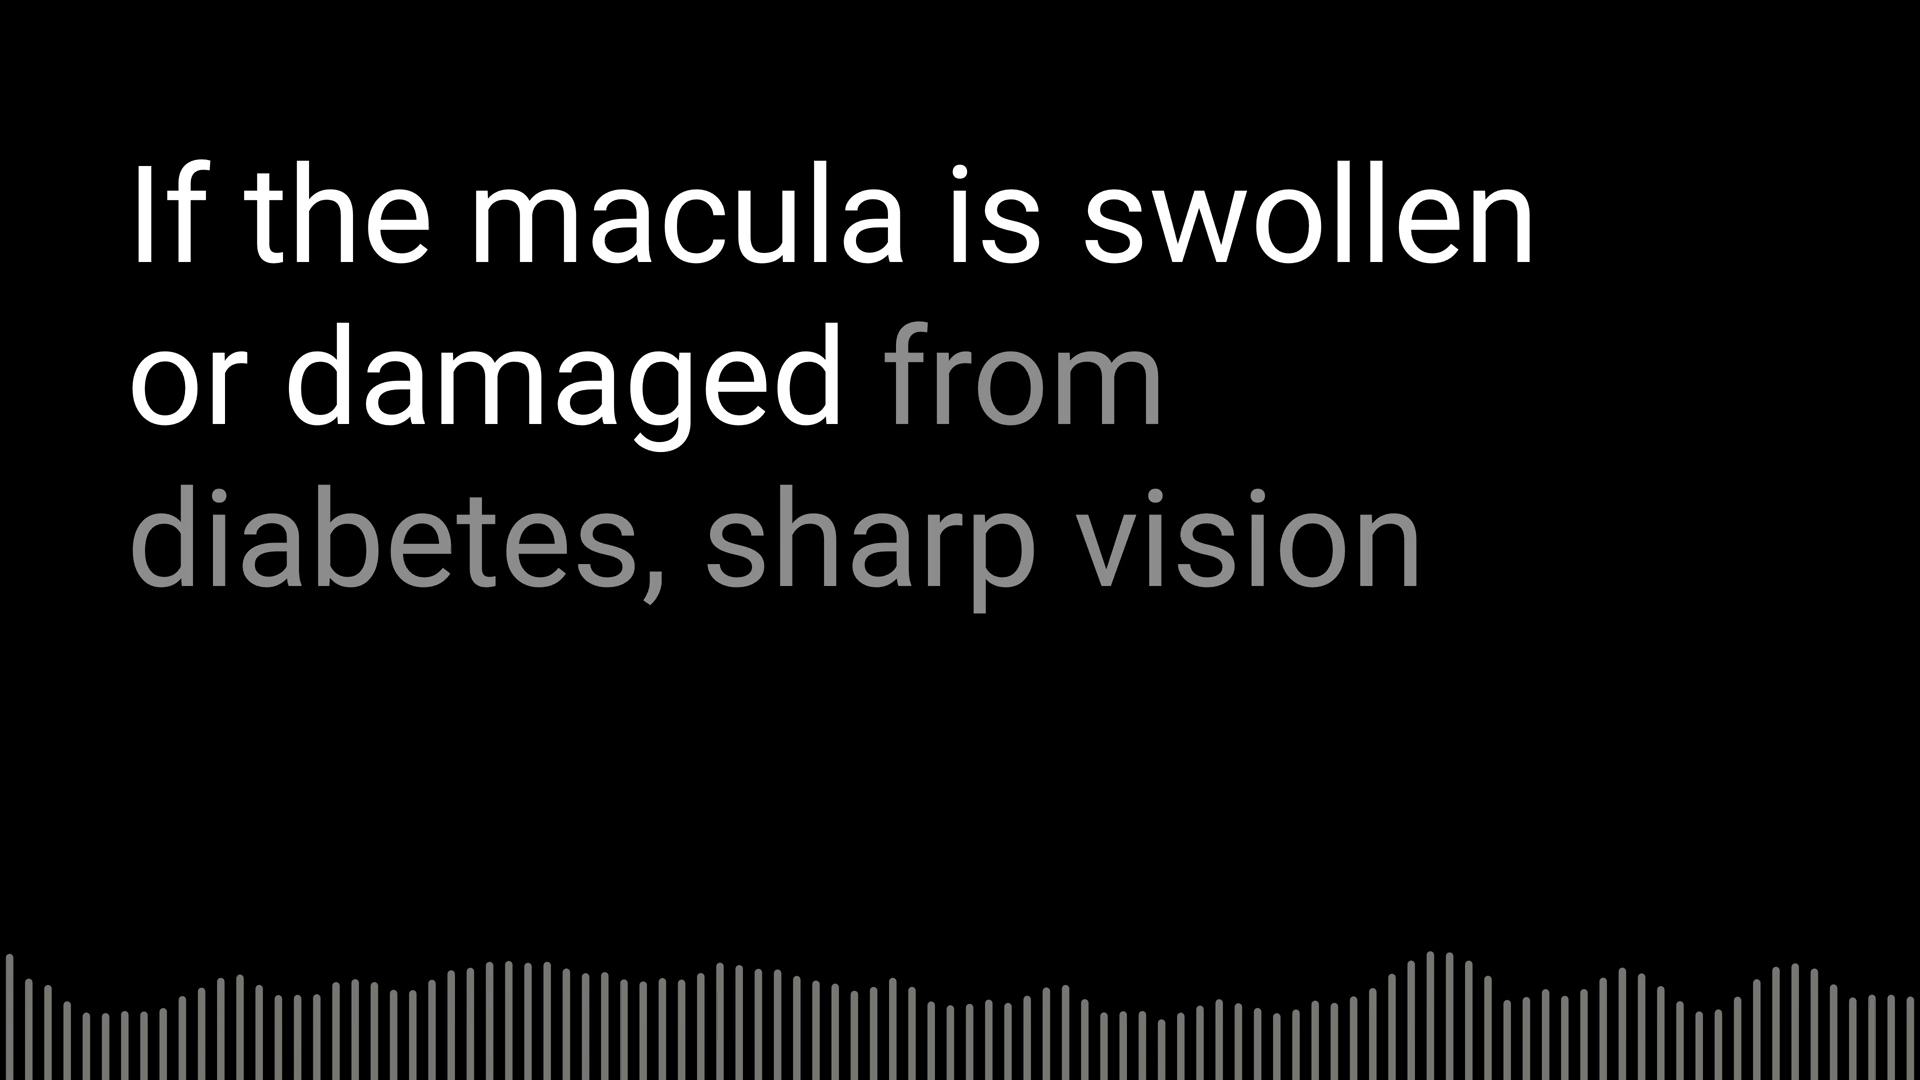 If the macula is swollen
or damaged from
diabetes, sharp vision